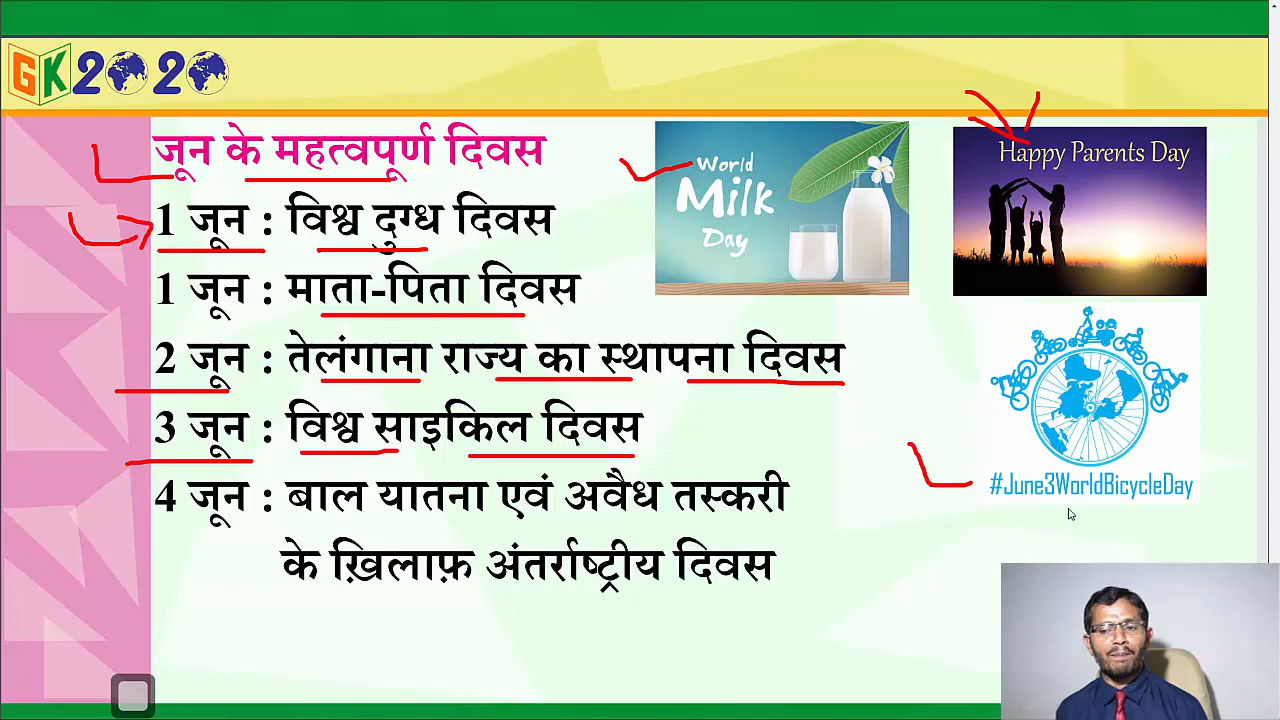 GK2020
जून के महत्वपूर्ण दिवस
1 जून : विश्व दुग्ध दिवस
1 जून : माता-पिता दिवस
2 जून : तेलंगाना राज्य का स्थापना दिवस
3 जून : विश्व साइकिल दिवस
4 जून : बाल यातना एवं अवैध तस्करी
के ख़िलाफ़ अंतर्राष्ट्रीय दिवस
World
Milk
Day
Happy Parents Day
#June3WorldBicycleDay